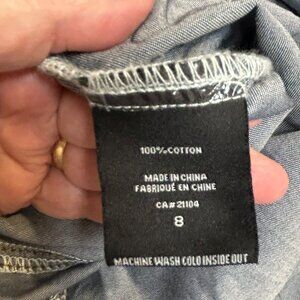 100% COTTON
MADE IN CHINA
FABRIQUÉ EN CHINE
CA# 21104
8
MACHINE WASH COLD INSIDE OUT